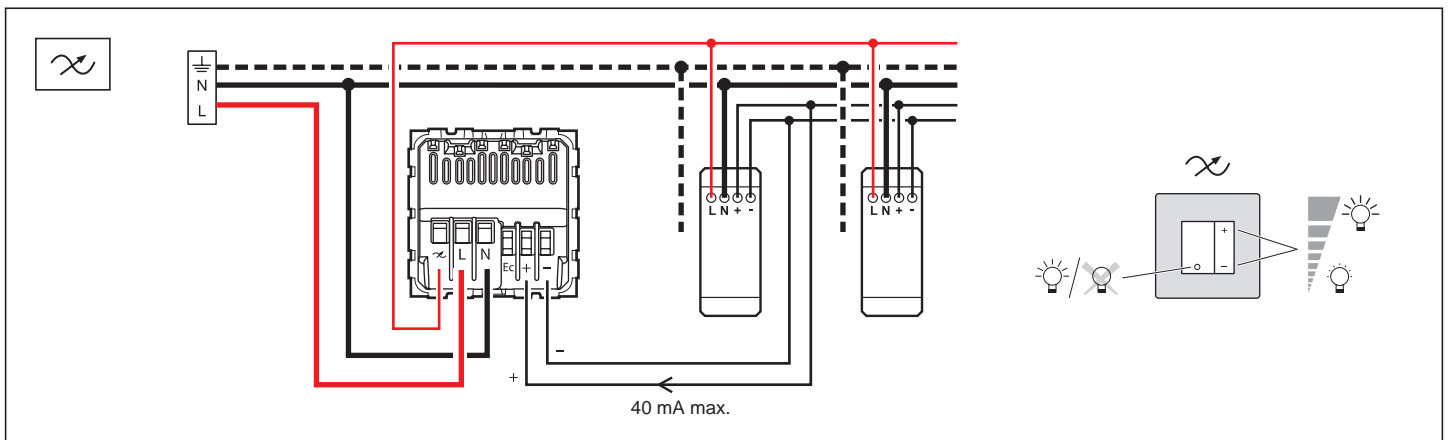 N
L
L N Ec + –
L N + -
L N + -
+
–
–
+
40 mA max.